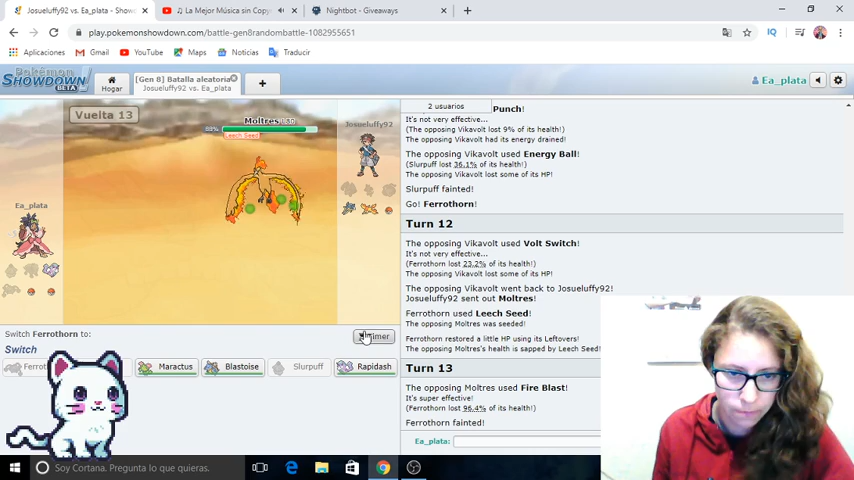 Josueluffy92 vs. Ea_plata - Bat
La Mejor Música sin Copy
Nightbot - Giveaways
play.pokemonshowdown.com/battle-gen8randombattle-1082955651
Aplicaciones
Gmail
YouTube
Maps
Noticias
Traducir
Pokémon
Showdown
BETA
Hogar
[Gen 8] Batalla aleatoria
Josueluffy92 vs. Ea_plata
Ea_plata
Vuelta 13
Moltres
88%
Leech Seed
Josueluffy92
Ea_plata
Switch Ferrothorn to:
Timer
Switch
Maractus
Blastoise
Slurpuff
Rapidash
2 usuarios
Punch!
It's not very effective...
(The opposing Vikavolt lost 9% of its health!)
The opposing Vikavolt had its energy drained!
The opposing Vikavolt used Energy Ball!
(Slurpuff lost 36.1% of its health!)
The opposing Vikavolt lost some of its HP!
Slurpuff fainted!
Go! Ferrothorn!
Turn 12
The opposing Vikavolt used Volt Switch!
It's not very effective...
(Ferrothorn lost 23.2% of its health!)
The opposing Vikavolt lost some of its HP!
The opposing Vikavolt went back to Josueluffy92!
Josueluffy92 sent out Moltres!
Ferrothorn used Leech Seed!
The opposing Moltres was seeded!
Ferrothorn restored a little HP using its Leftovers!
The opposing Moltres's health is sapped by Leech Seed!
Turn 13
The opposing Moltres used Fire Blast!
It's super effective!
(Ferrothorn lost 96.4% of its health!)
Ferrothorn fainted!
Ea_plata:
Soy Cortana. Pregunta lo que quieras.